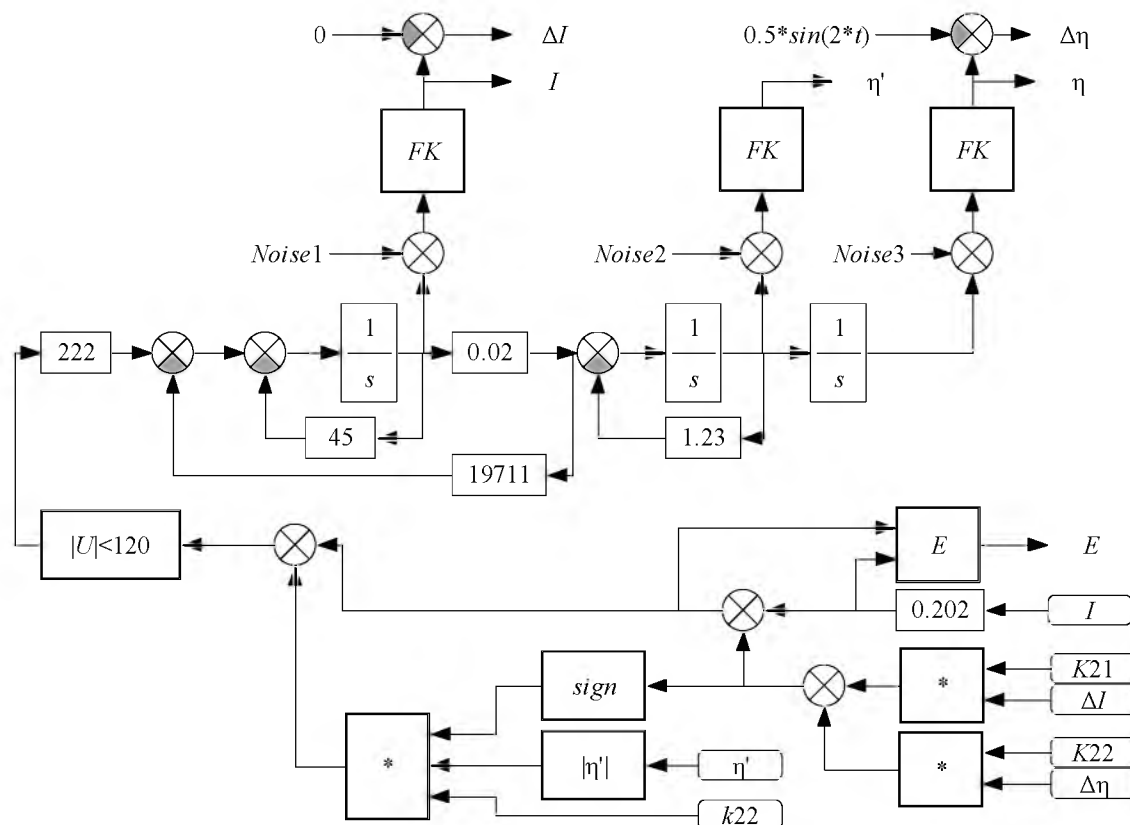 0
ΔI
0.5*sin(2*t)
Δη
I
η'
η
FK
FK
FK
Noise1
Noise2
Noise3
222
1
s
0.02
1
s
1
s
45
1.23
19711
|U|<120
E
E
0.202
I
sign
*
K21
ΔI
*
|η'|
η'
*
K22
Δη
k22